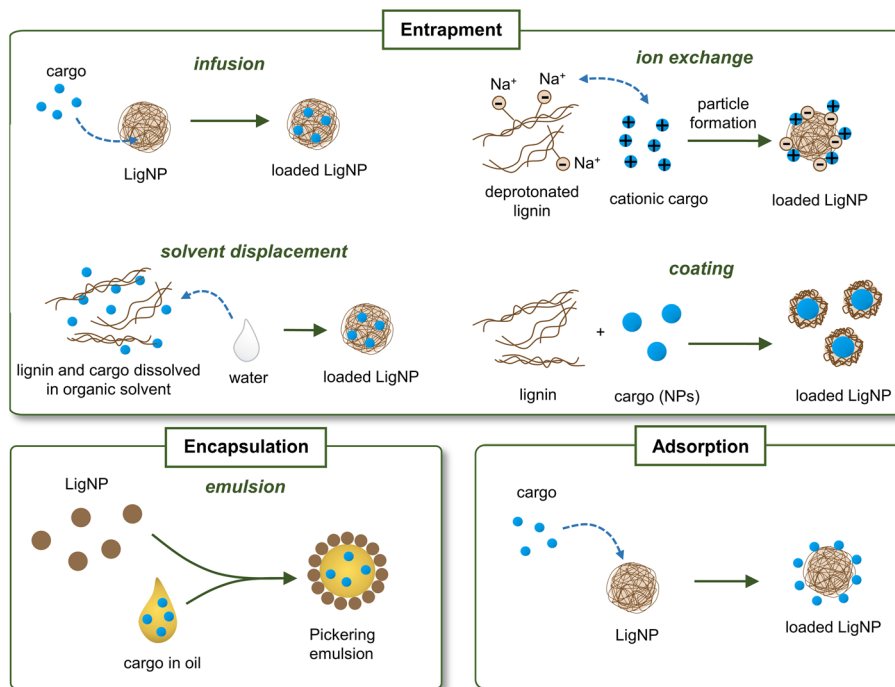 Entrapment
infusion
cargo
LigNP
loaded LigNP
ion exchange
Na⁺
Na⁺
Na⁺
deprotonated
lignin
cationic cargo
particle
formation
loaded LigNP
solvent displacement
lignin and cargo dissolved
in organic solvent
water
loaded LigNP
coating
lignin
+
cargo (NPs)
loaded LigNP
Encapsulation
emulsion
LigNP
cargo in oil
Pickering
emulsion
Adsorption
cargo
LigNP
loaded LigNP